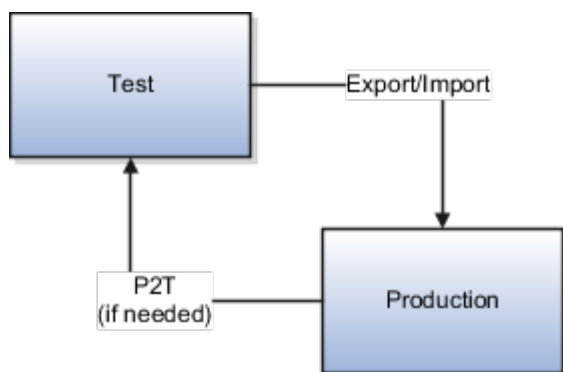 Test
Export/Import
P2T
(if needed)
Production